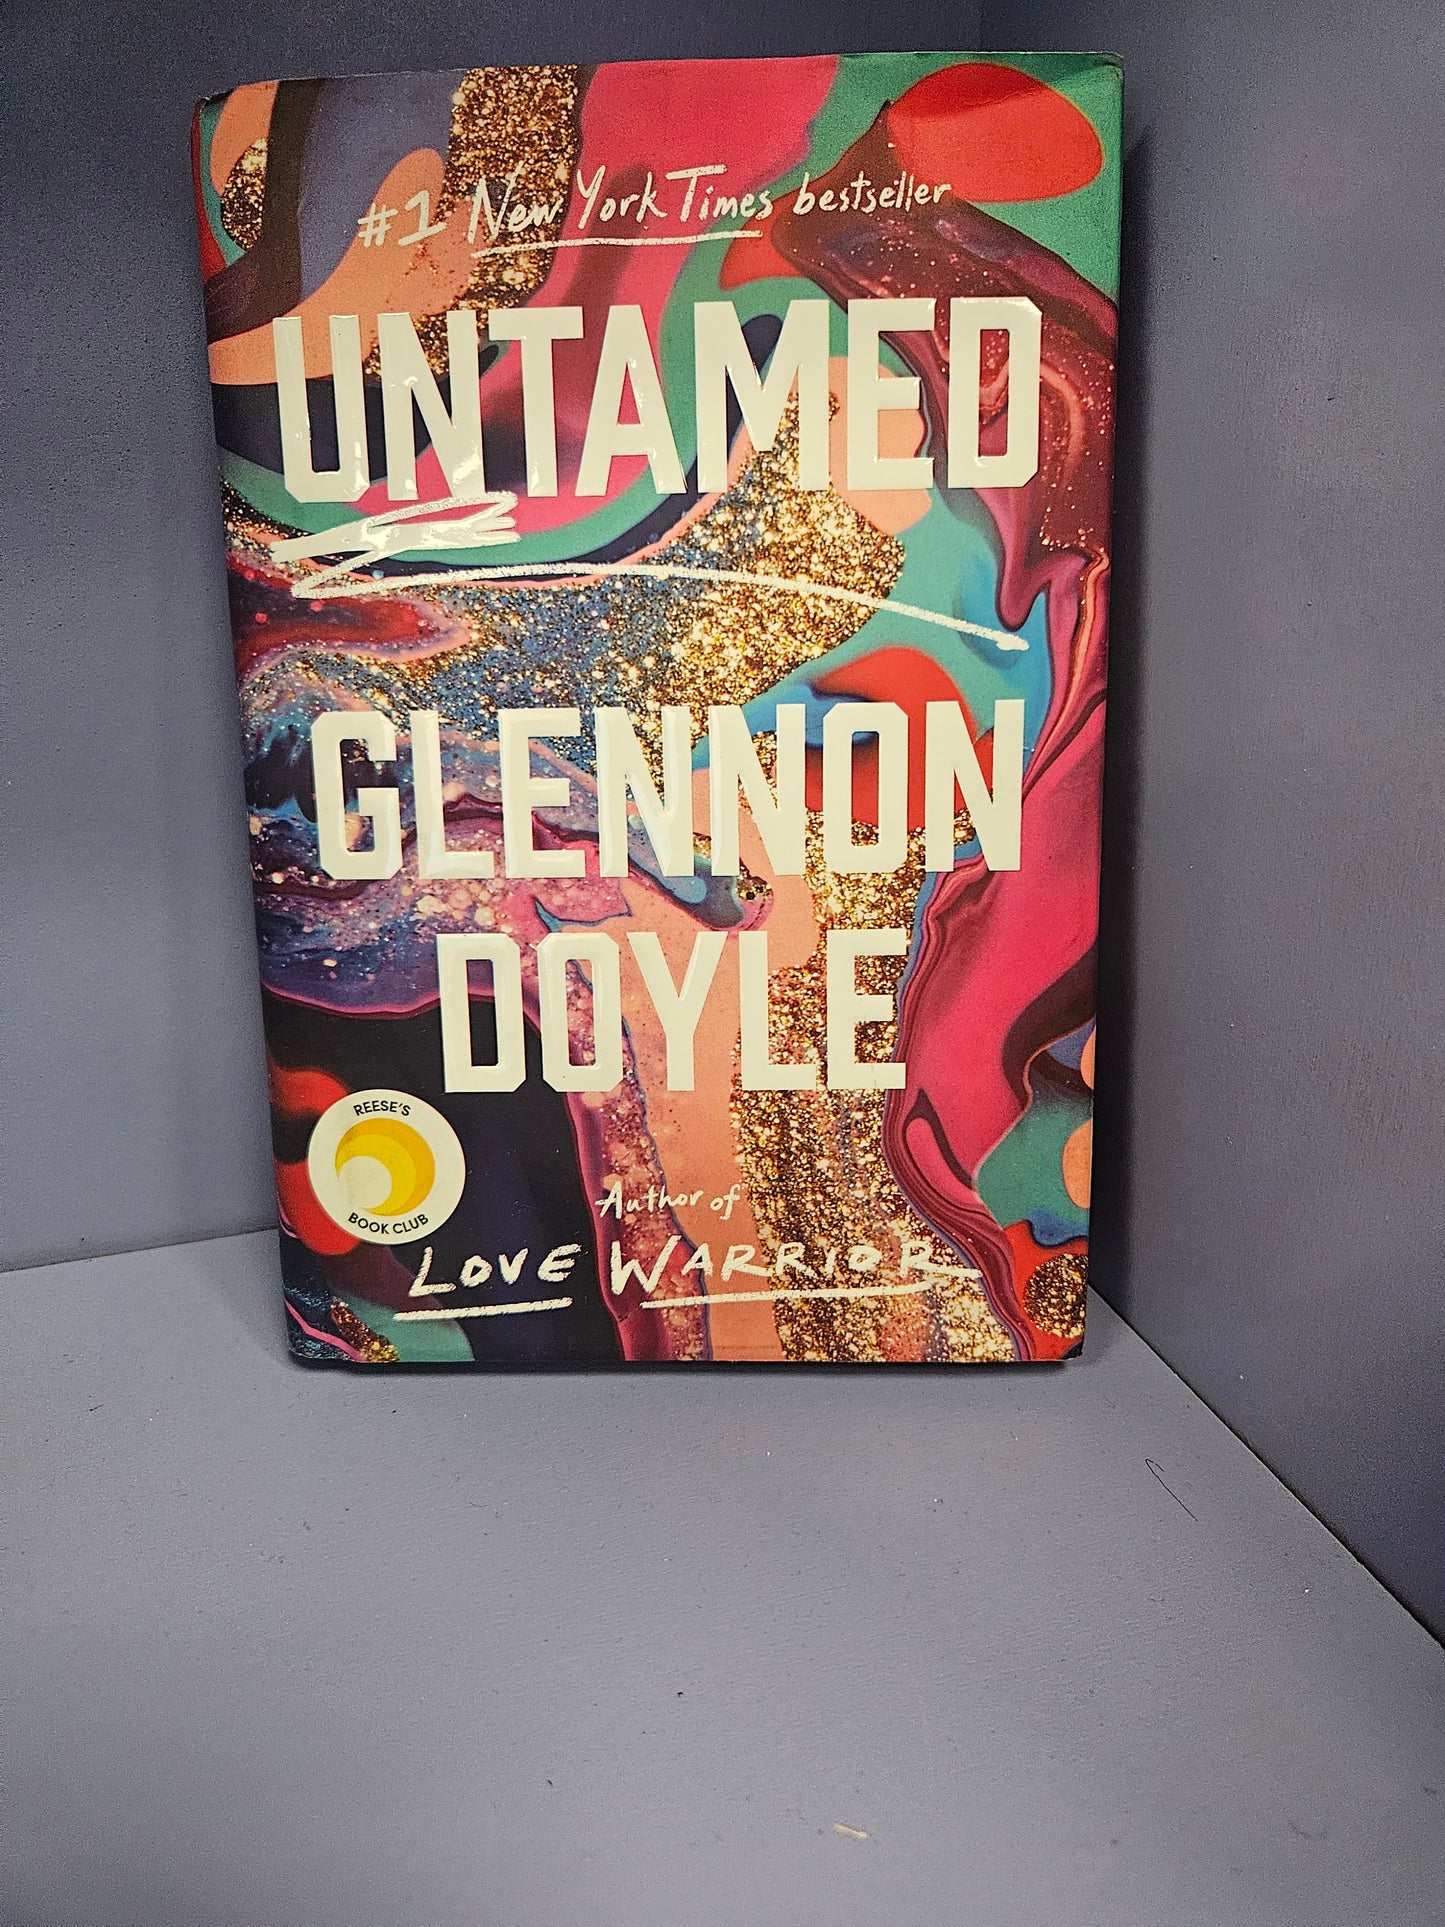 #1 New York Times bestseller
UNTAMED
GLENNON
DOYLE
REESE'S
BOOK CLUB
Author of
LOVE WARRIOR